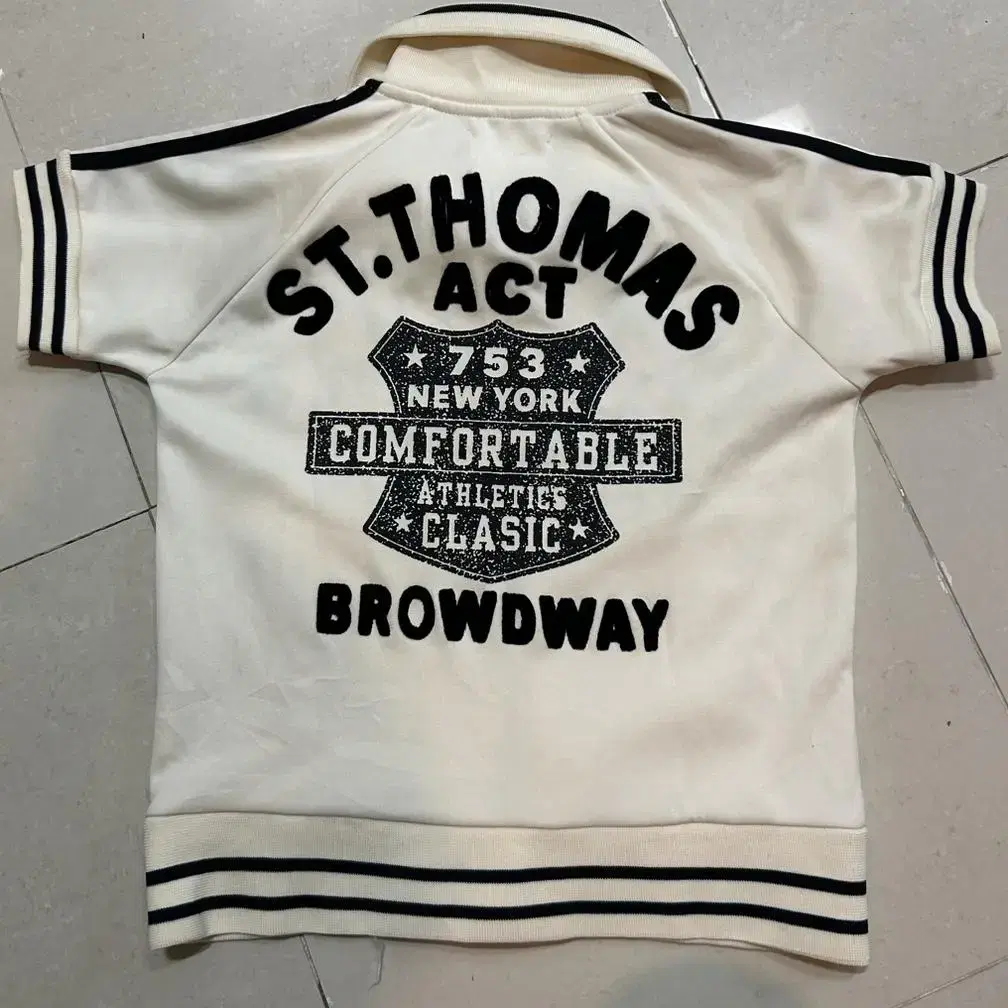 ST.THOMAS
ACT
753
NEW YORK
COMFORTABLE
ATHLETICS
CLASIC
BROWDWAY